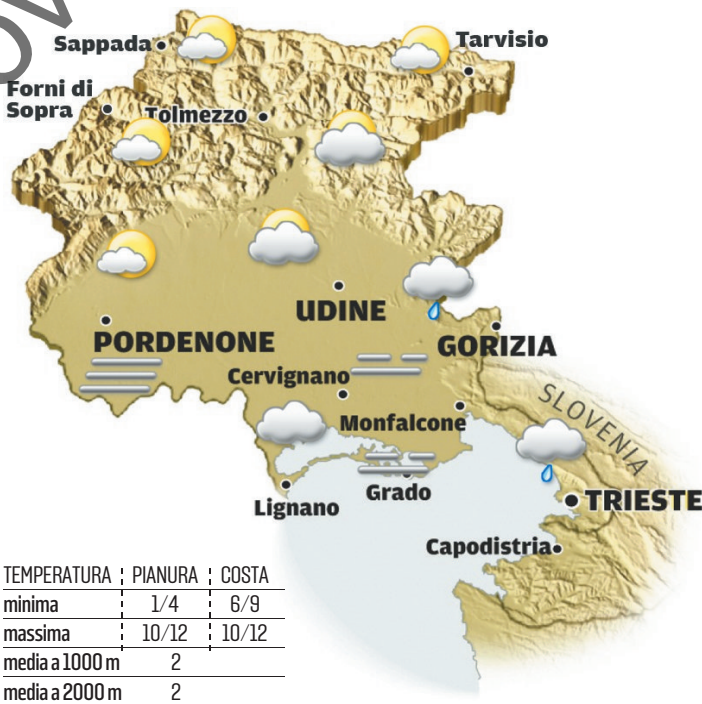 OV
Sappada
Tarvisio
Forni di
Sopra
Tolmezzo
UDINE
PORDENONE
GORIZIA
Cervignano
SLOVENIA
Monfalcone
Grado
Lignano
TRIESTE
Capodistria
TEMPERATURA PIANURA COSTA
minima 1/4 6/9
massima 10/12 10/12
media a 1000 m 2
media a 2000 m 2